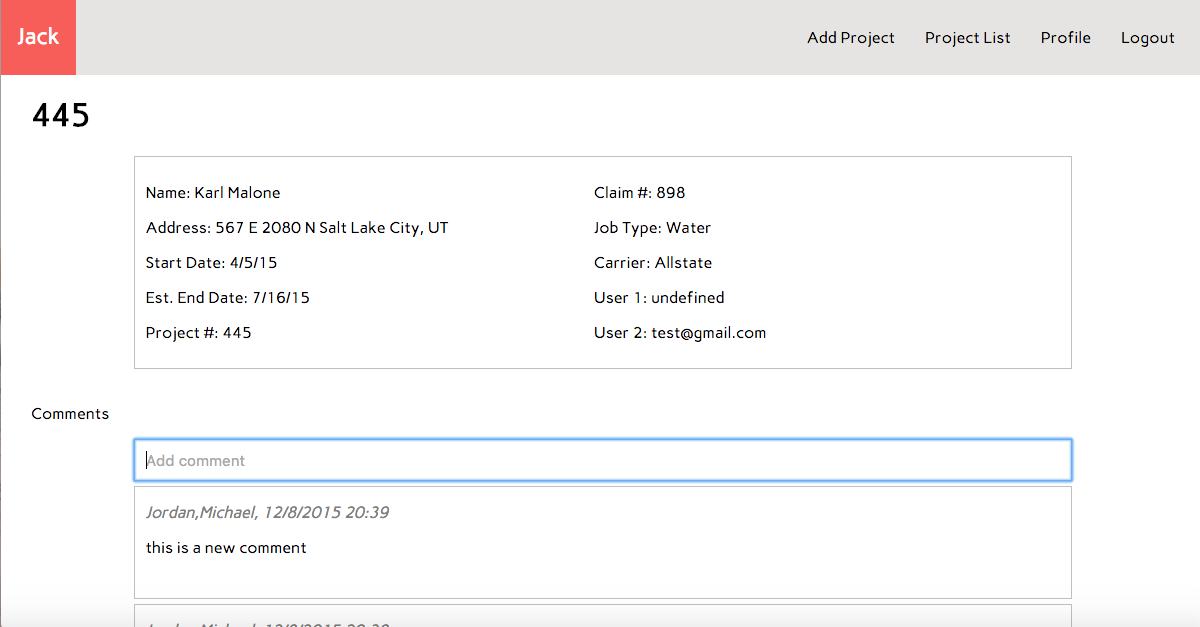 Jack
Add Project Project List Profile Logout
445
Name: Karl Malone
Address: 567 E 2080 N Salt Lake City, UT
Start Date: 4/5/15
Est. End Date: 7/16/15
Project #: 445
Claim #: 898
Job Type: Water
Carrier: Allstate
User 1: undefined
User 2: test@gmail.com
Comments
Add comment
Jordan,Michael, 12/8/2015 20:39
this is a new comment